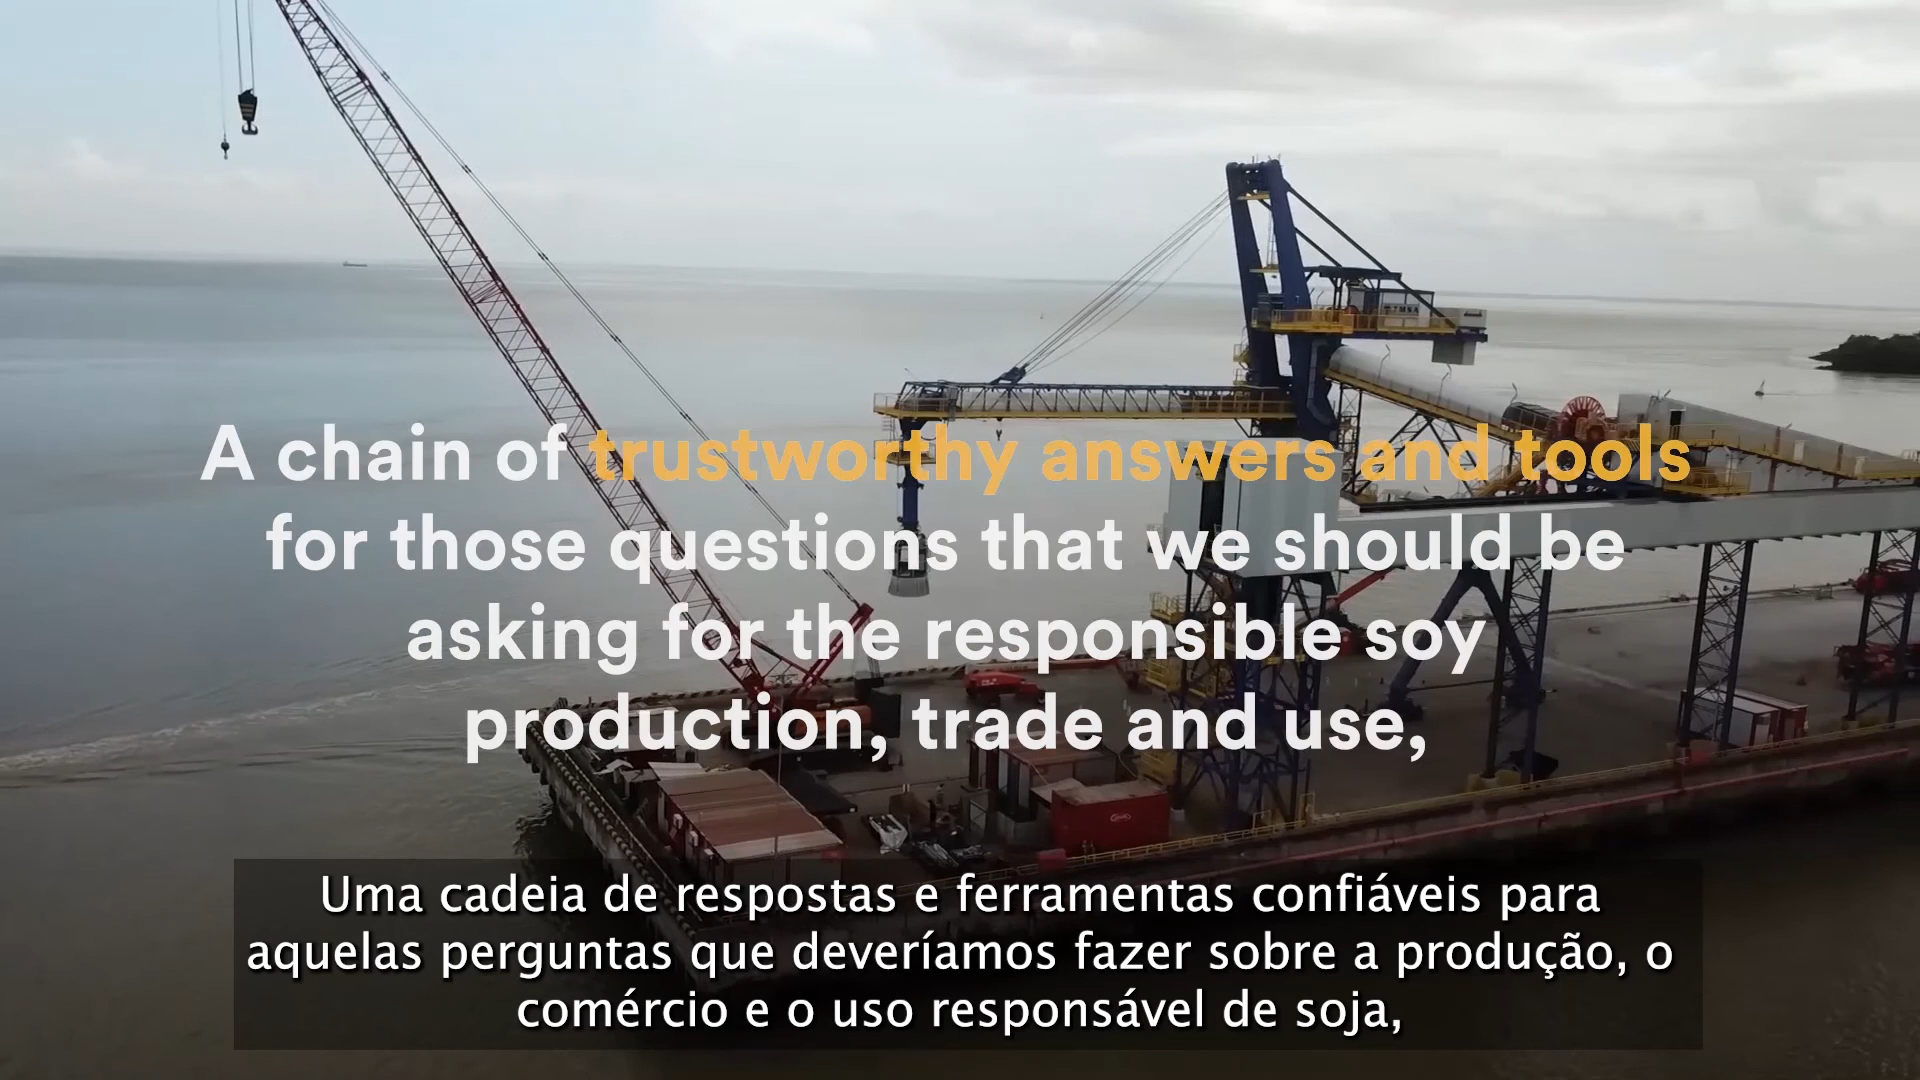 A chain of trustworthy answers and tools
for those questions that we should be
asking for the responsible soy
production, trade and use,
Uma cadeia de respostas e ferramentas confiáveis para
aquelas perguntas que deveríamos fazer sobre a produção, o
comércio e o uso responsável de soja,